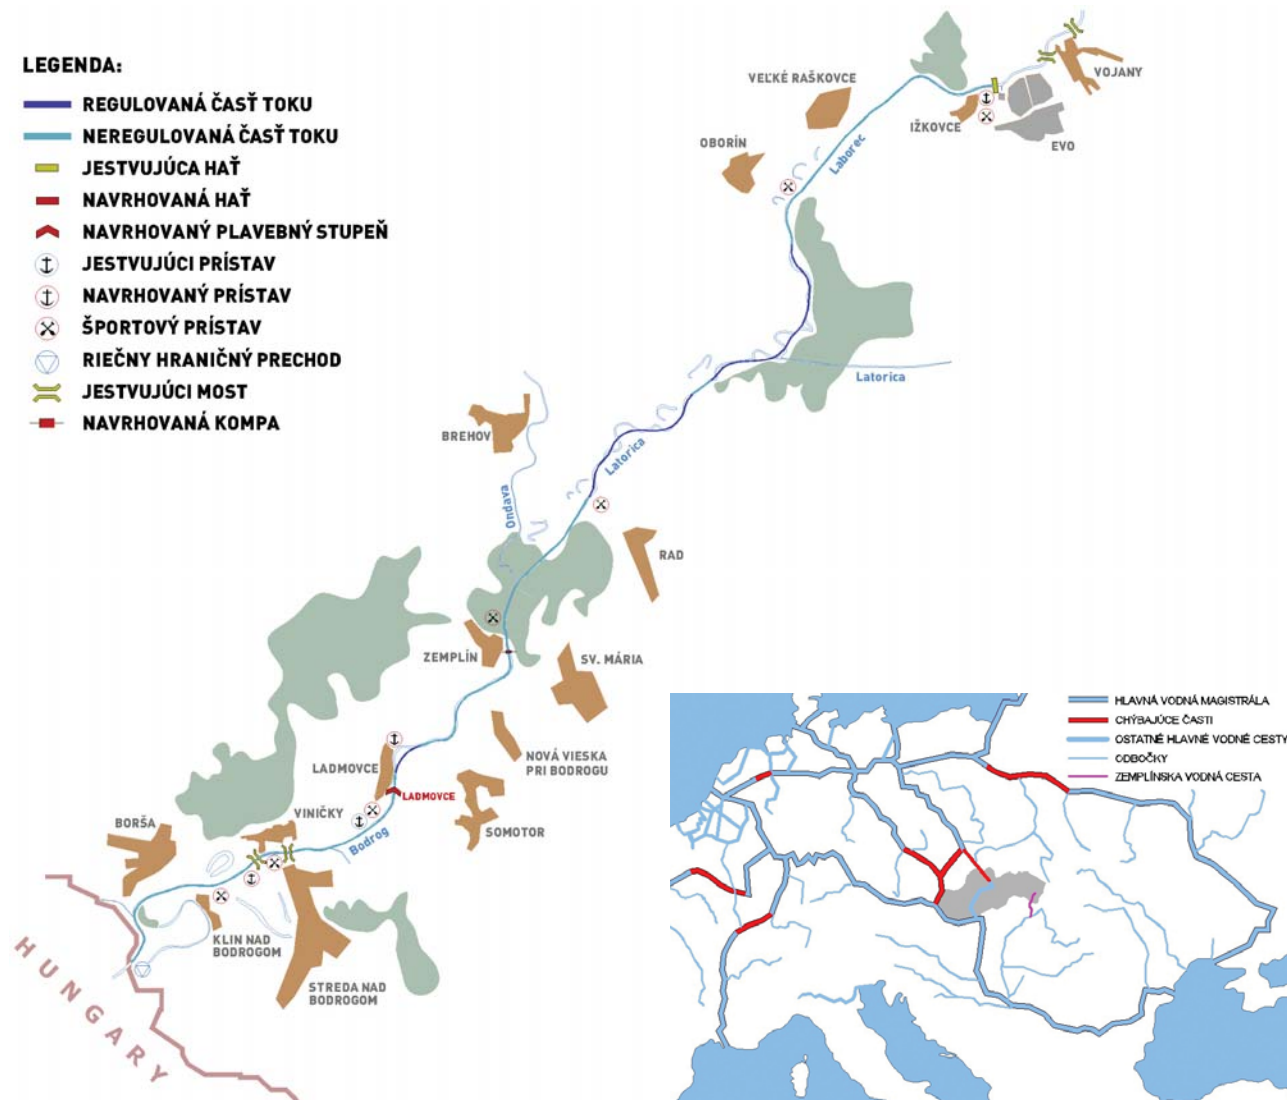 LEGENDA:
REGULOVANÁ ČASŤ TOKU
NEREGULOVANÁ ČASŤ TOKU
JESTVUJÚCA HAŤ
NAVRHOVANÁ HAŤ
NAVRHOVANÝ PLAVEBNÝ STUPEŇ
JESTVUJÚCI PRÍSTAV
NAVRHOVANÝ PRÍSTAV
ŠPORTOVÝ PRÍSTAV
RIEČNY HRANIČNÝ PRECHOD
JESTVUJÚCI MOST
NAVRHOVANÁ KOMPA
VOJANY
VEĽKÉ RAŠKOVCE
IŽKOVCE
EVO
OBORÍN
Laborec
Latorica
BREHOV
Latorica
Ondava
RAD
ZEMPLÍN
SV. MÁRIA
NOVÁ VIESKA
PRI BODROGU
LADMOVCE
LADMOVCE
SOMOTOR
VINIČKY
BORŠA
Bodrog
KLIN NAD
BODROGOM
STREDA NAD
BODROGOM
HUNGARY
HLAVNÁ VODNÁ MAGISTRÁLA
CHÝBAJÚCE ČASTI
OSTATNÉ HLAVNÉ VODNÉ CESTY
ODBOČKY
ZEMPLÍNSKA VODNÁ CESTA